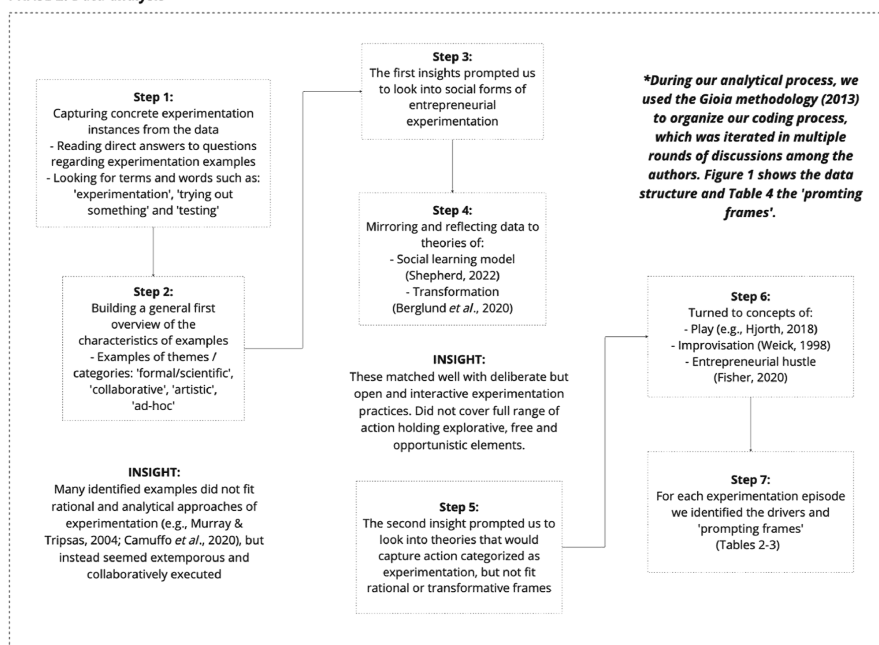 Step 1:
Capturing concrete experimentation
instances from the data
- Reading direct answers to questions
regarding experimentation examples
- Looking for terms and words such as:
'experimentation', 'trying out
something' and 'testing'
Step 2:
Building a general first
overview of the
characteristics of examples
- Examples of themes /
categories: 'formal/scientific',
'collaborative', 'artistic',
'ad-hoc'
INSIGHT:
Many identified examples did not fit
rational and analytical approaches of
experimentation (e.g., Murray &
Tripsas, 2004; Camuffo et al., 2020), but
instead seemed extemporous and
collaboratively executed
Step 3:
The first insights prompted us
to look into social forms of
entrepreneurial
experimentation
Step 4:
Mirroring and reflecting data to
theories of:
- Social learning model
(Shepherd, 2022)
- Transformation
(Berglund et al., 2020)
INSIGHT:
These matched well with deliberate but
open and interactive experimentation
practices. Did not cover full range of
action holding explorative, free and
opportunistic elements.
Step 5:
The second insight prompted us to
look into theories that would
capture action categorized as
experimentation, but not fit
rational or transformative frames
*During our analytical process, we
used the Gioia methodology (2013)
to organize our coding process,
which was iterated in multiple
rounds of discussions among the
authors. Figure 1 shows the data
structure and Table 4 the 'promting
frames'.
Step 6:
Turned to concepts of:
- Play (e.g., Hjorth, 2018)
- Improvisation (Weick, 1998)
- Entrepreneurial hustle
(Fisher, 2020)
Step 7:
For each experimentation episode
we identified the drivers and
'prompting frames'
(Tables 2-3)